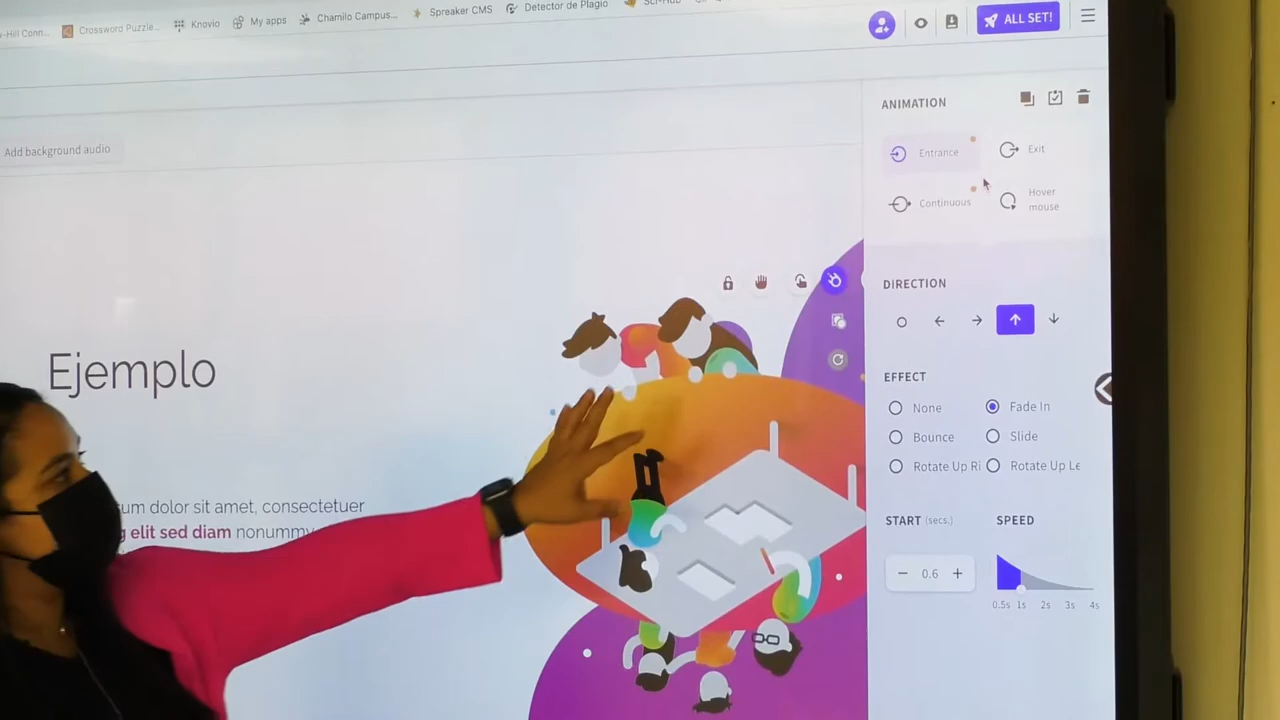 Conn...
Crossword Puzzle...
Knovio
My apps
Chamilo Campus...
Spreaker CMS
Detector de Plagio
Sci-Hub
ALL SET!
Add background audio
ANIMATION
Entrance
Exit
Continuous
Hover
mouse
DIRECTION
Ejemplo
EFFECT
None
Fade In
Bounce
Slide
Rotate Up Ri
Rotate Up Le
um dolor sit amet, consectetuer
g elit sed diam nonummy
START (secs.)
SPEED
0.6
0.5s 1s 2s 3s 4s